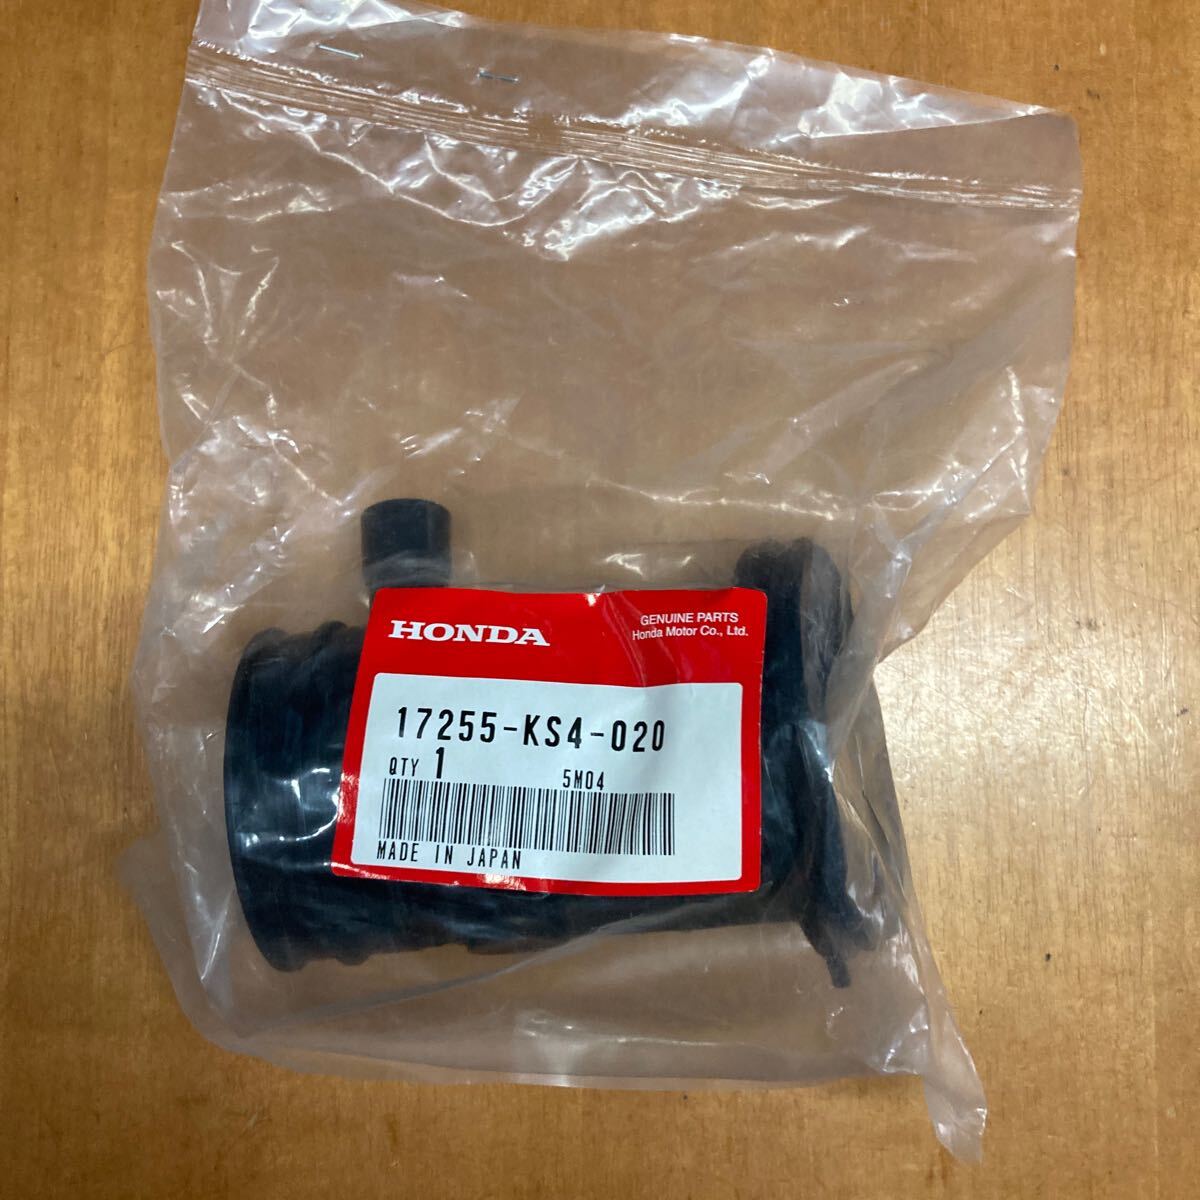 HONDA
GENUINE PARTS
Honda Motor Co., Ltd.
17255-KS4-020
QTY 1 5M04
MADE IN JAPAN